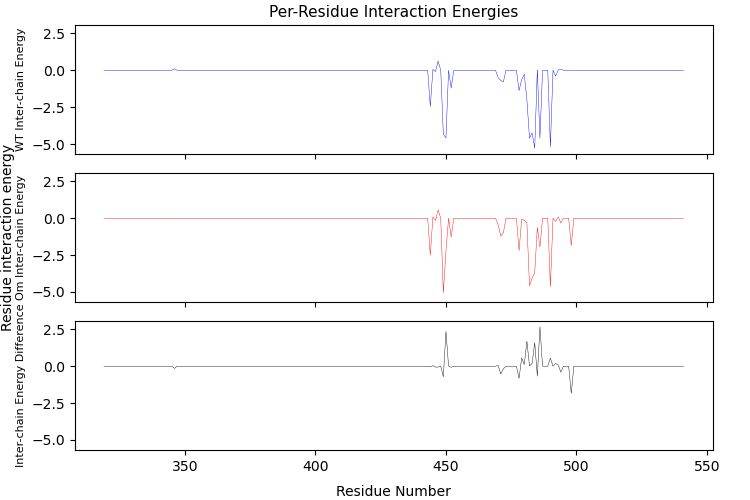 Per-Residue Interaction Energies
Residue interaction energy
WT Inter-chain Energy
2.5
0.0
−2.5
−5.0
Om Inter-chain Energy
2.5
0.0
−2.5
−5.0
Inter-chain Energy Difference
2.5
0.0
−2.5
−5.0
350
400
450
500
550
Residue Number